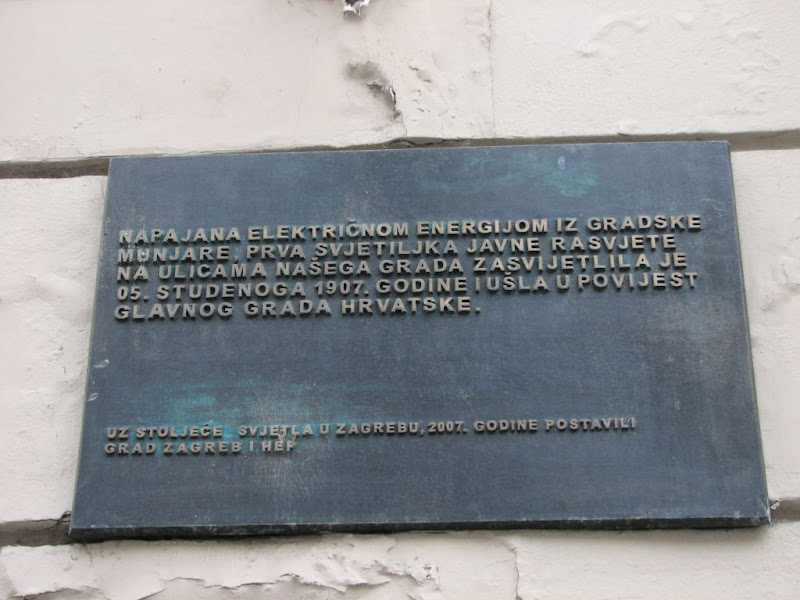 NAPAJANA ELEKTRIČNOM ENERGIJOM IZ GRADSKE
MUNJARE, PRVA SVJETILJKA JAVNE RASVJETE
NA ULICAMA NAŠEGA GRADA ZASVIJETLILA JE
05. STUDENOGA 1907. GODINE I UŠLA U POVIJEST
GLAVNOG GRADA HRVATSKE.
UZ STOLJEĆE SVJETLA U ZAGREBU, 2007. GODINE POSTAVILI
GRAD ZAGREB I HEP